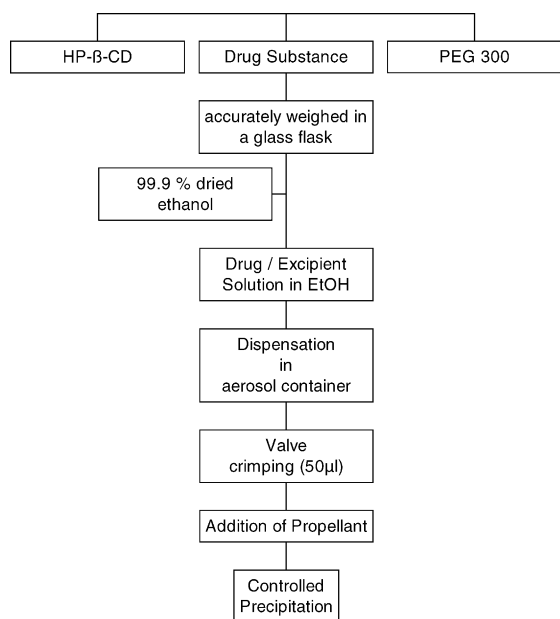 HP-ß-CD
Drug Substance
PEG 300
accurately weighed in
a glass flask
99.9 % dried
ethanol
Drug / Excipient
Solution in EtOH
Dispensation
in
aerosol container
Valve
crimping (50µl)
Addition of Propellant
Controlled
Precipitation